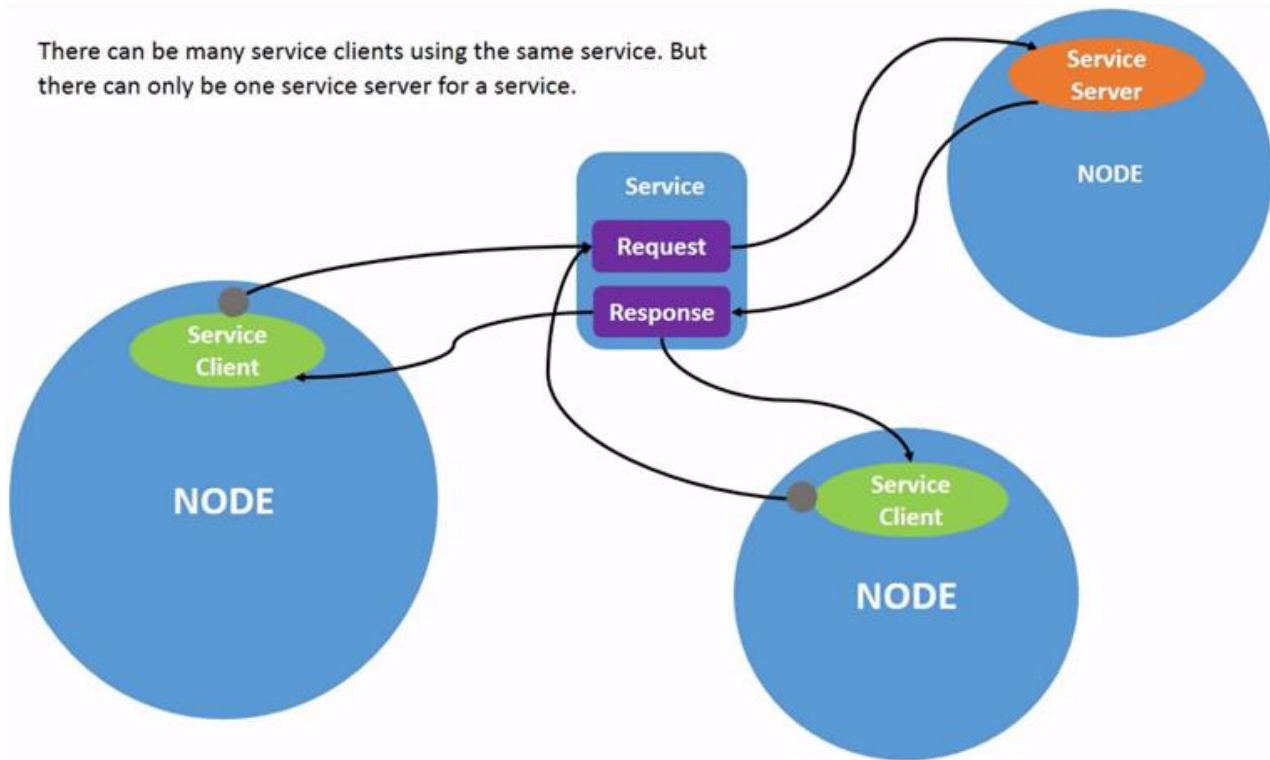 There can be many service clients using the same service. But
there can only be one service server for a service.
Service
Server
NODE
Service
Request
Response
Service
Client
NODE
Service
Client
NODE